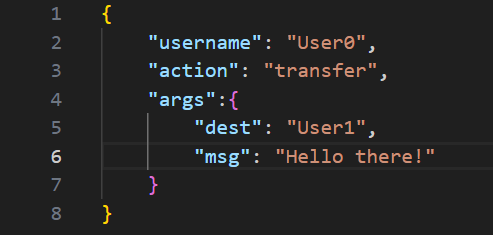 1 {
2     "username": "User0",
3     "action": "transfer",
4     "args":{
5         "dest": "User1",
6         "msg": "Hello there!"
7     }
8 }